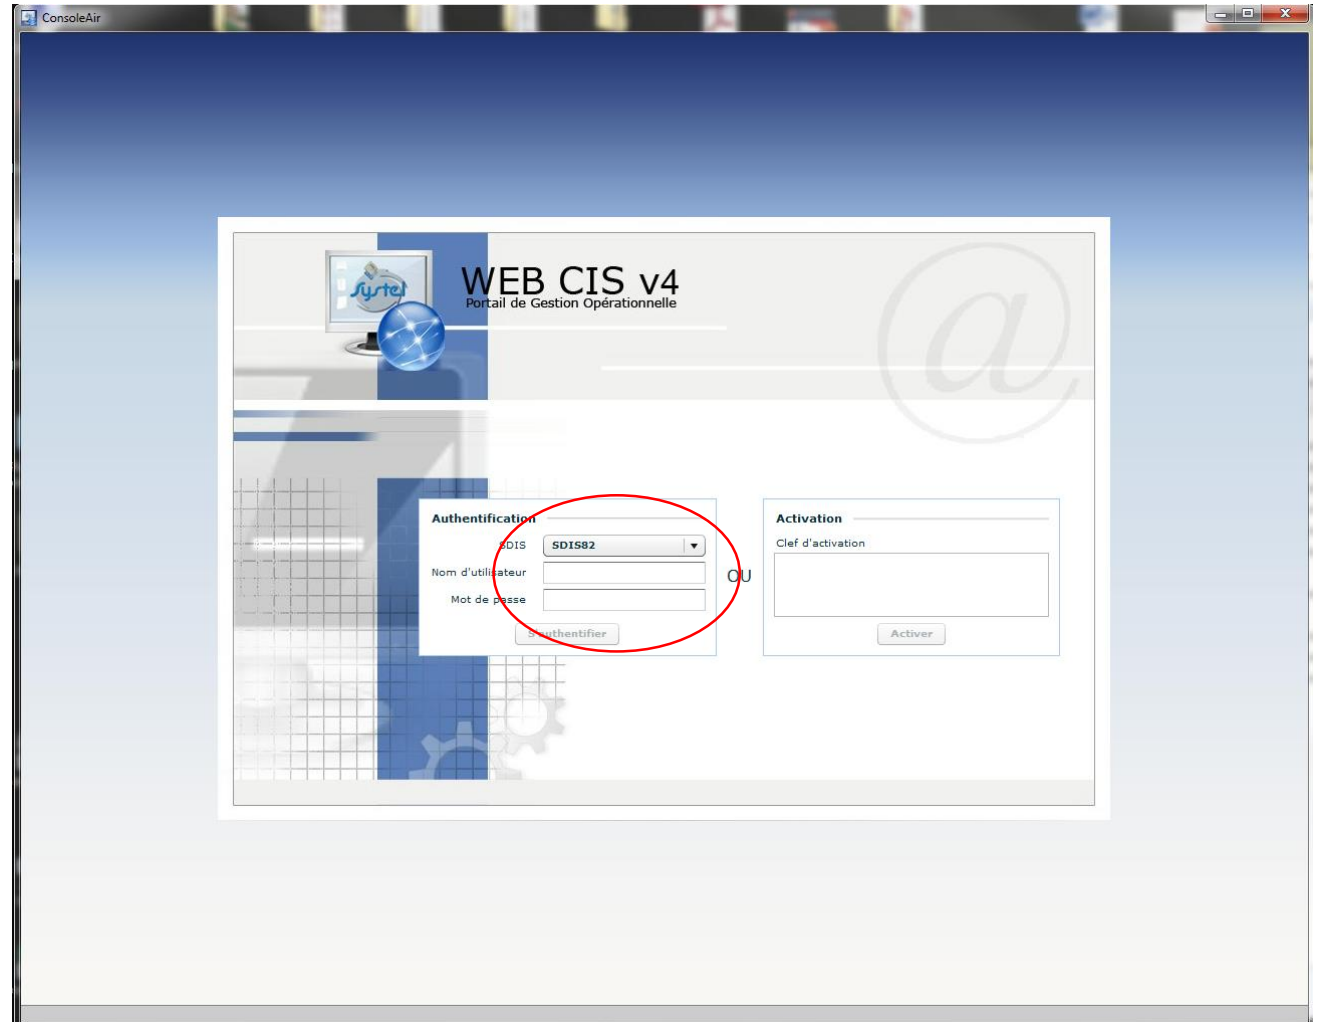 ConsoleAir
Systel
WEB CIS v4
Portail de Gestion Opérationnelle
@
Authentification
SDIS SDIS82
Nom d'utilisateur
Mot de passe
S'authentifier
OU
Activation
Clef d'activation
Activer